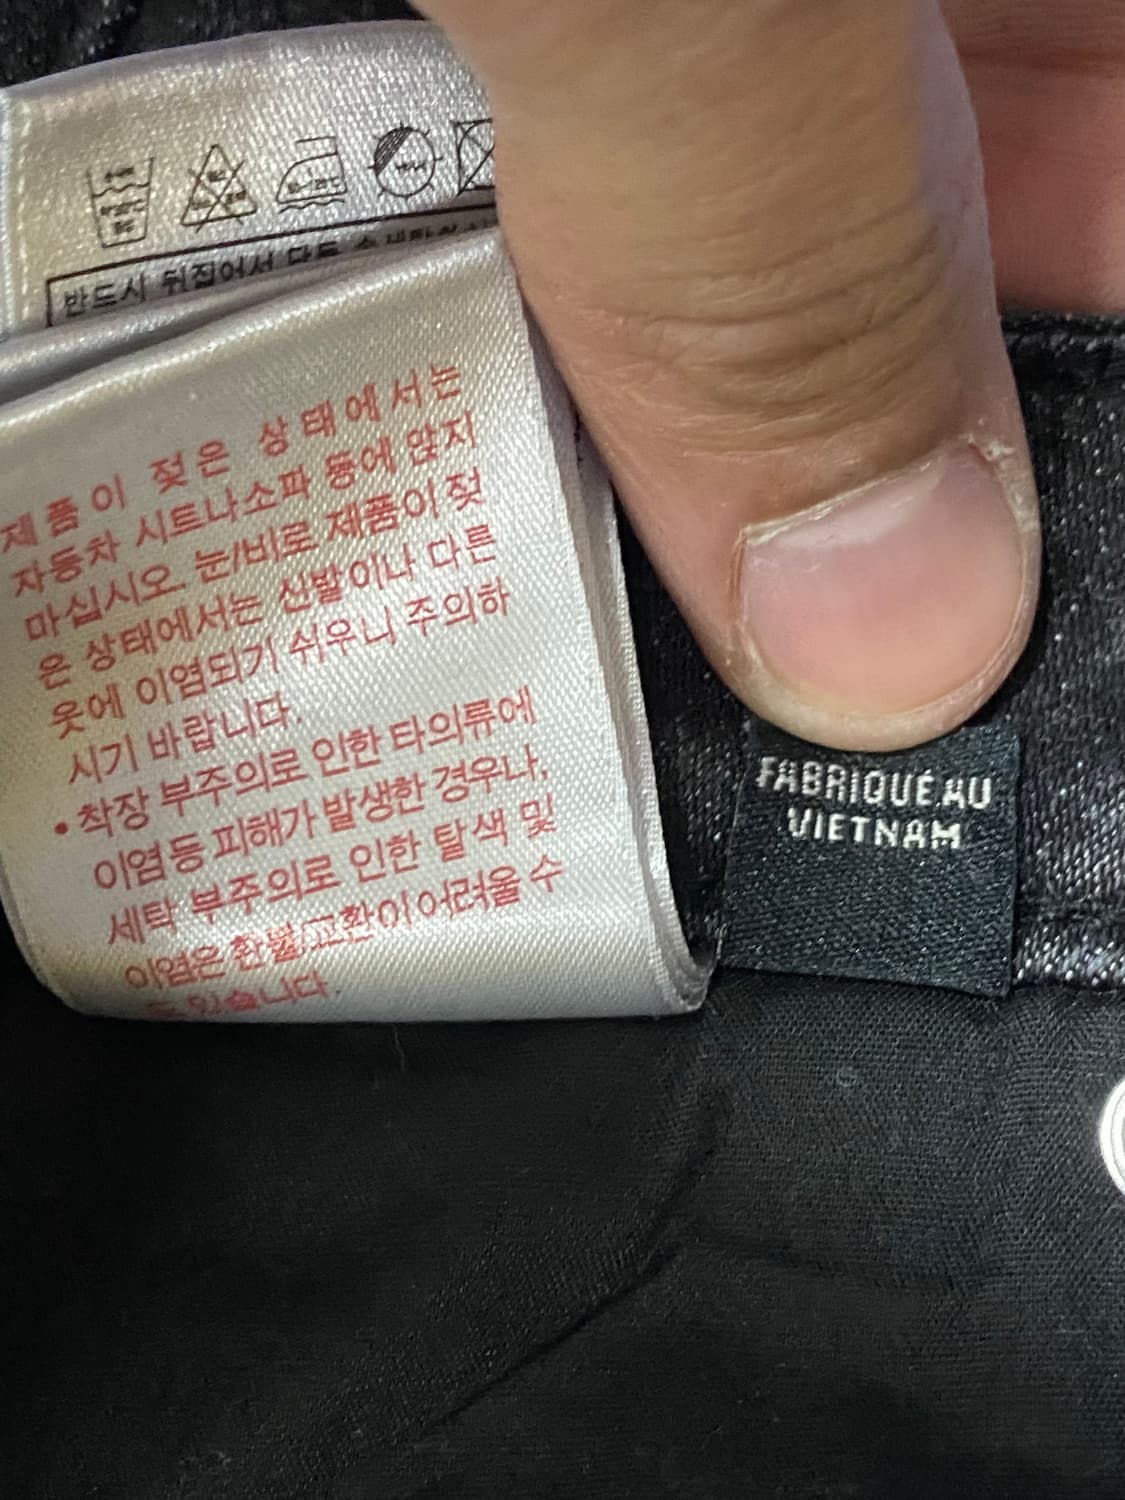 반드시 뒤집어서 다른
제품이 젖은 상태에서는
자동차 시트나소파 등에 앉지
마십시오. 눈/비로 제품이 젖
은 상태에서는 신발이나 다른
옷에 이염되기 쉬우니 주의하
시기 바랍니다.
• 착장 부주의로 인한 타의류에
이염등 피해가 발생한 경우나,
세탁 부주의로 인한 탈색 및
이염은 환불/교환이 어려울 수
도 있습니다.
FABRIQUÉ AU
VIETNAM